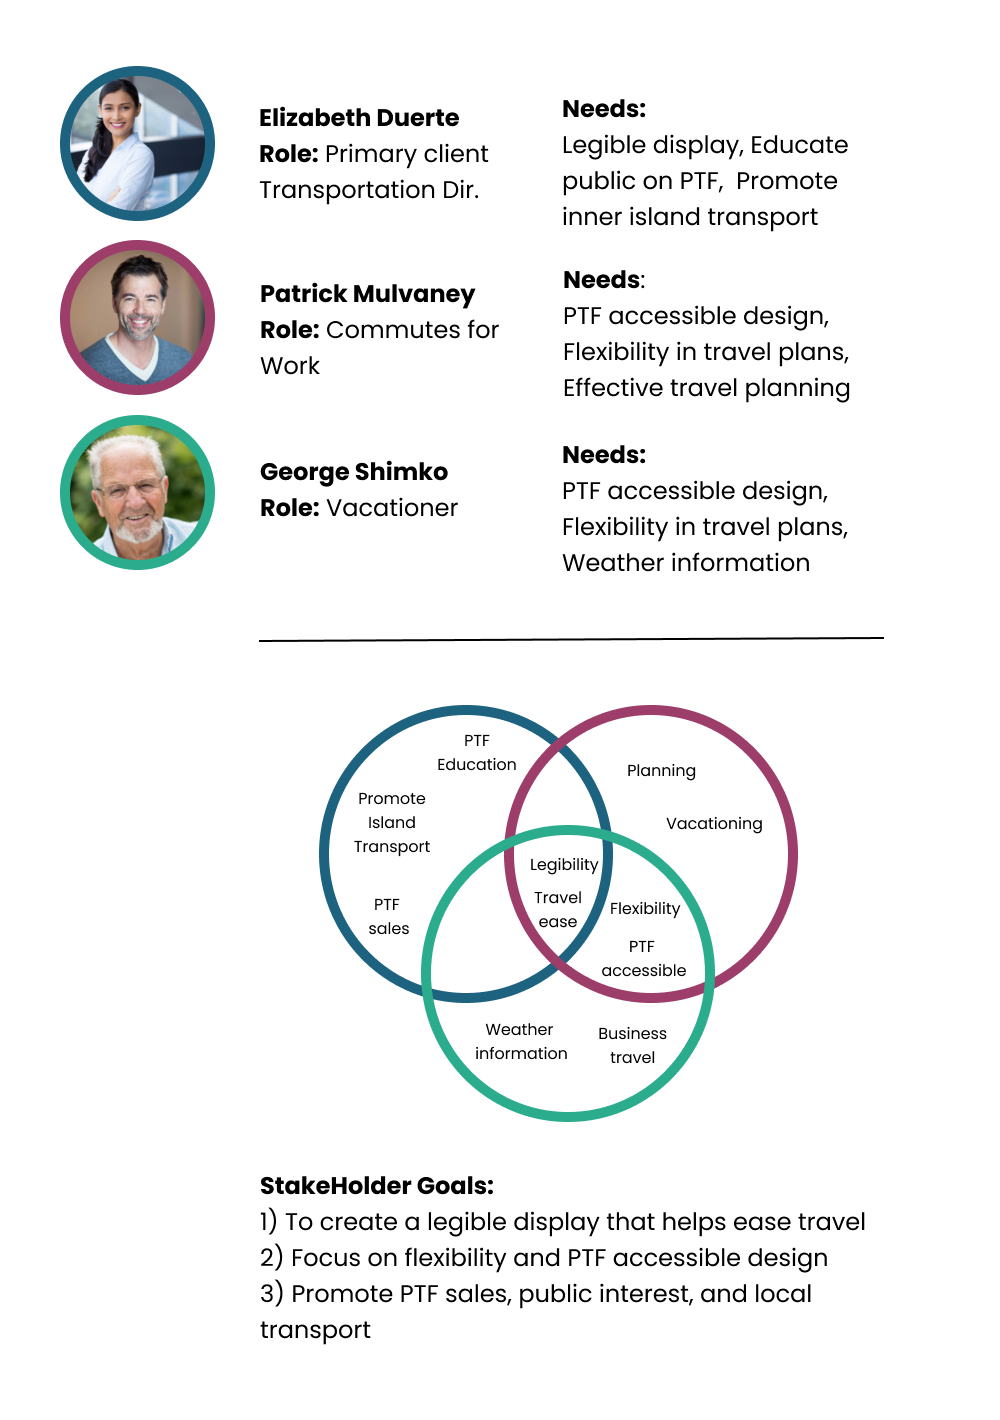 Elizabeth Duerte
Role: Primary client
Transportation Dir.
Needs:
Legible display, Educate
public on PTF, Promote
inner island transport
Patrick Mulvaney
Role: Commutes for
Work
Needs:
PTF accessible design,
Flexibility in travel plans,
Effective travel planning
George Shimko
Role: Vacationer
Needs:
PTF accessible design,
Flexibility in travel plans,
Weather information
PTF
Education
Promote
Island
Transport
PTF
sales
Planning
Vacationing
Legibility
Travel
ease
Flexibility
PTF
accessible
Weather
information
Business
travel
StakeHolder Goals:
1) To create a legible display that helps ease travel
2) Focus on flexibility and PTF accessible design
3) Promote PTF sales, public interest, and local
transport